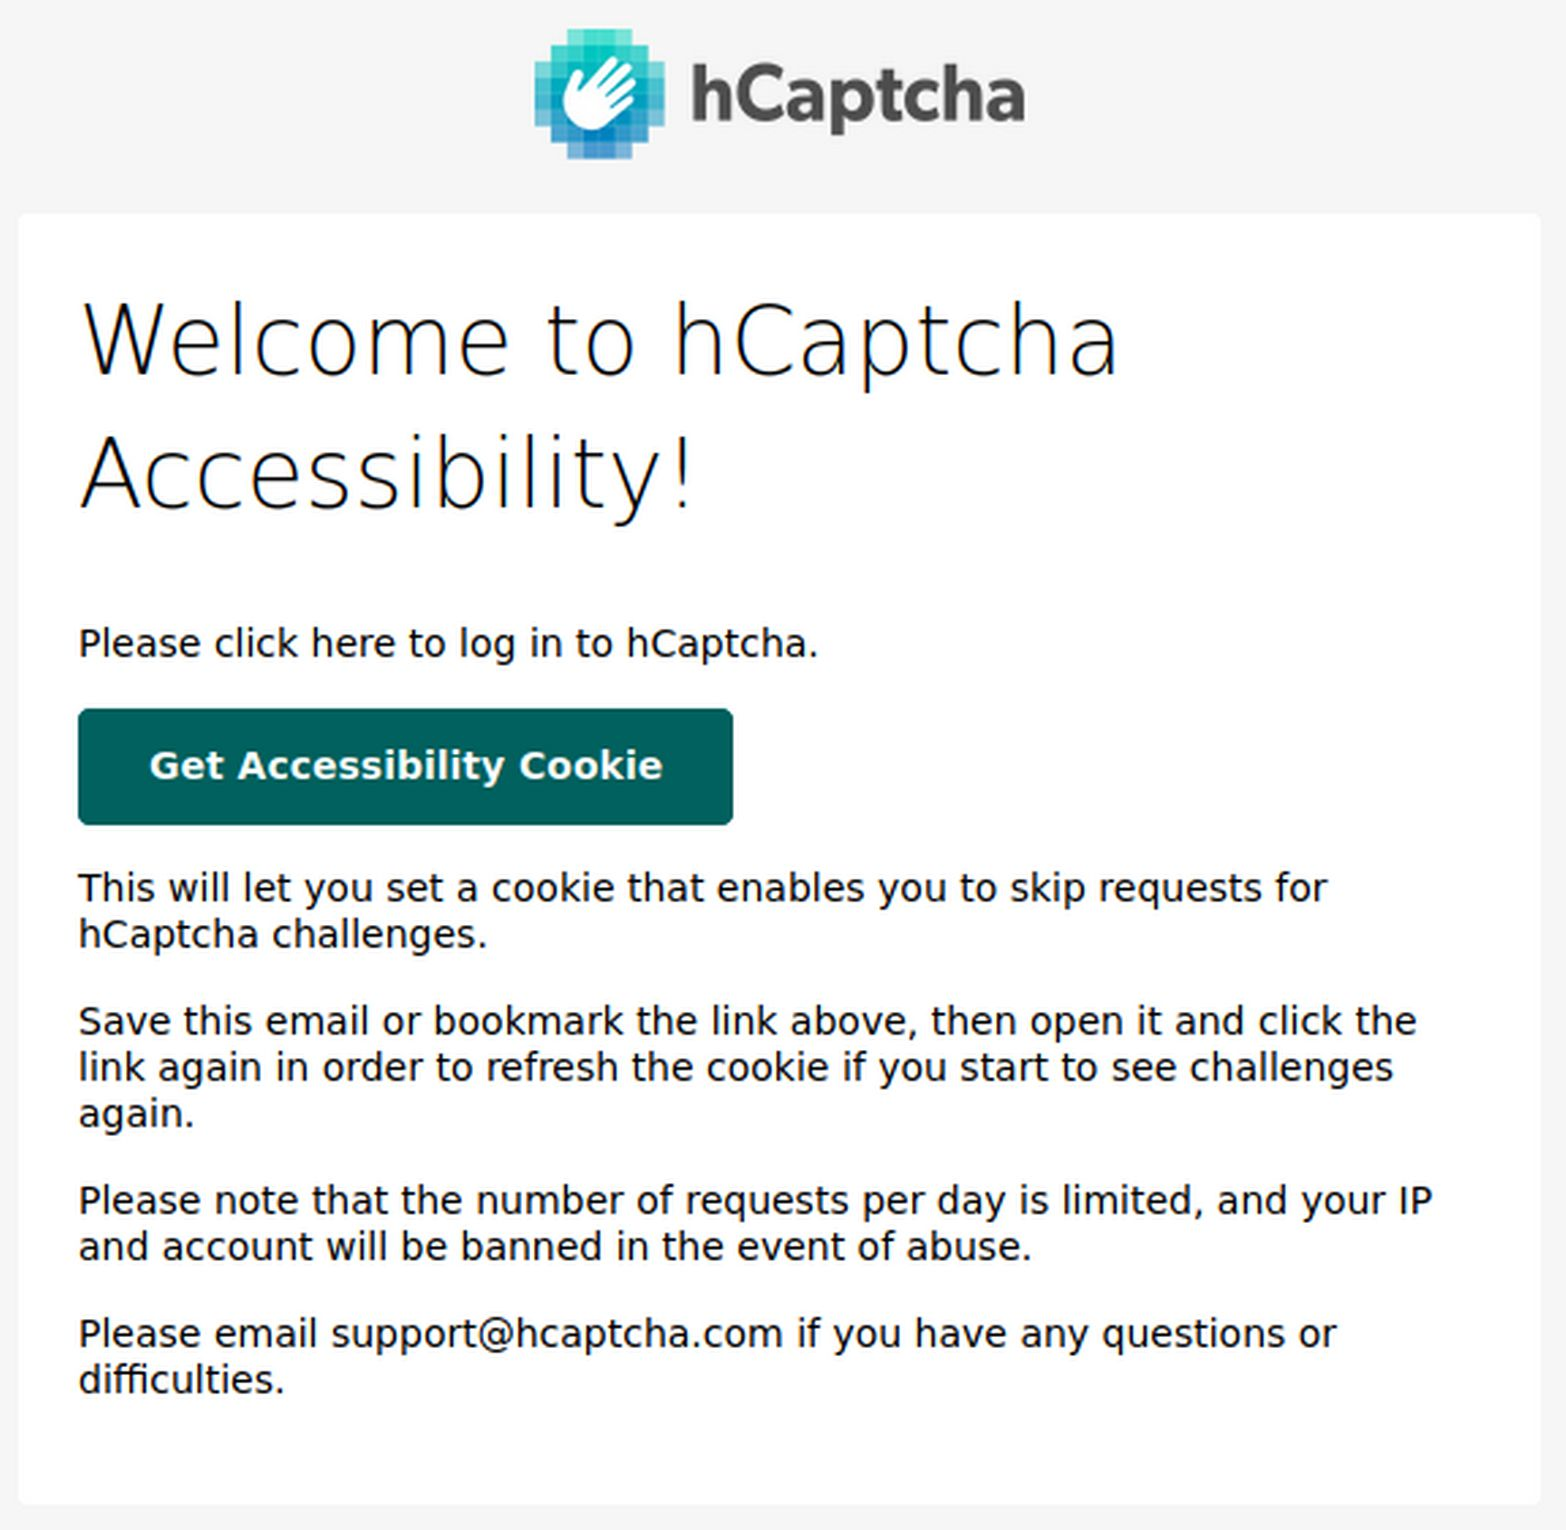 hCaptcha
Welcome to hCaptcha
Accessibility!
Please click here to log in to hCaptcha.
Get Accessibility Cookie
This will let you set a cookie that enables you to skip requests for
hCaptcha challenges.
Save this email or bookmark the link above, then open it and click the
link again in order to refresh the cookie if you start to see challenges
again.
Please note that the number of requests per day is limited, and your IP
and account will be banned in the event of abuse.
Please email support@hcaptcha.com if you have any questions or
difficulties.